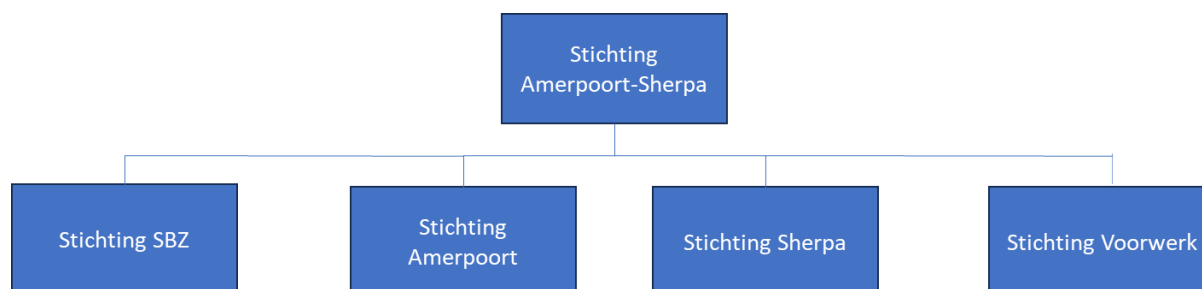 Stichting
Amerpoort-Sherpa
Stichting SBZ
Stichting
Amerpoort
Stichting Sherpa
Stichting Voorwerk